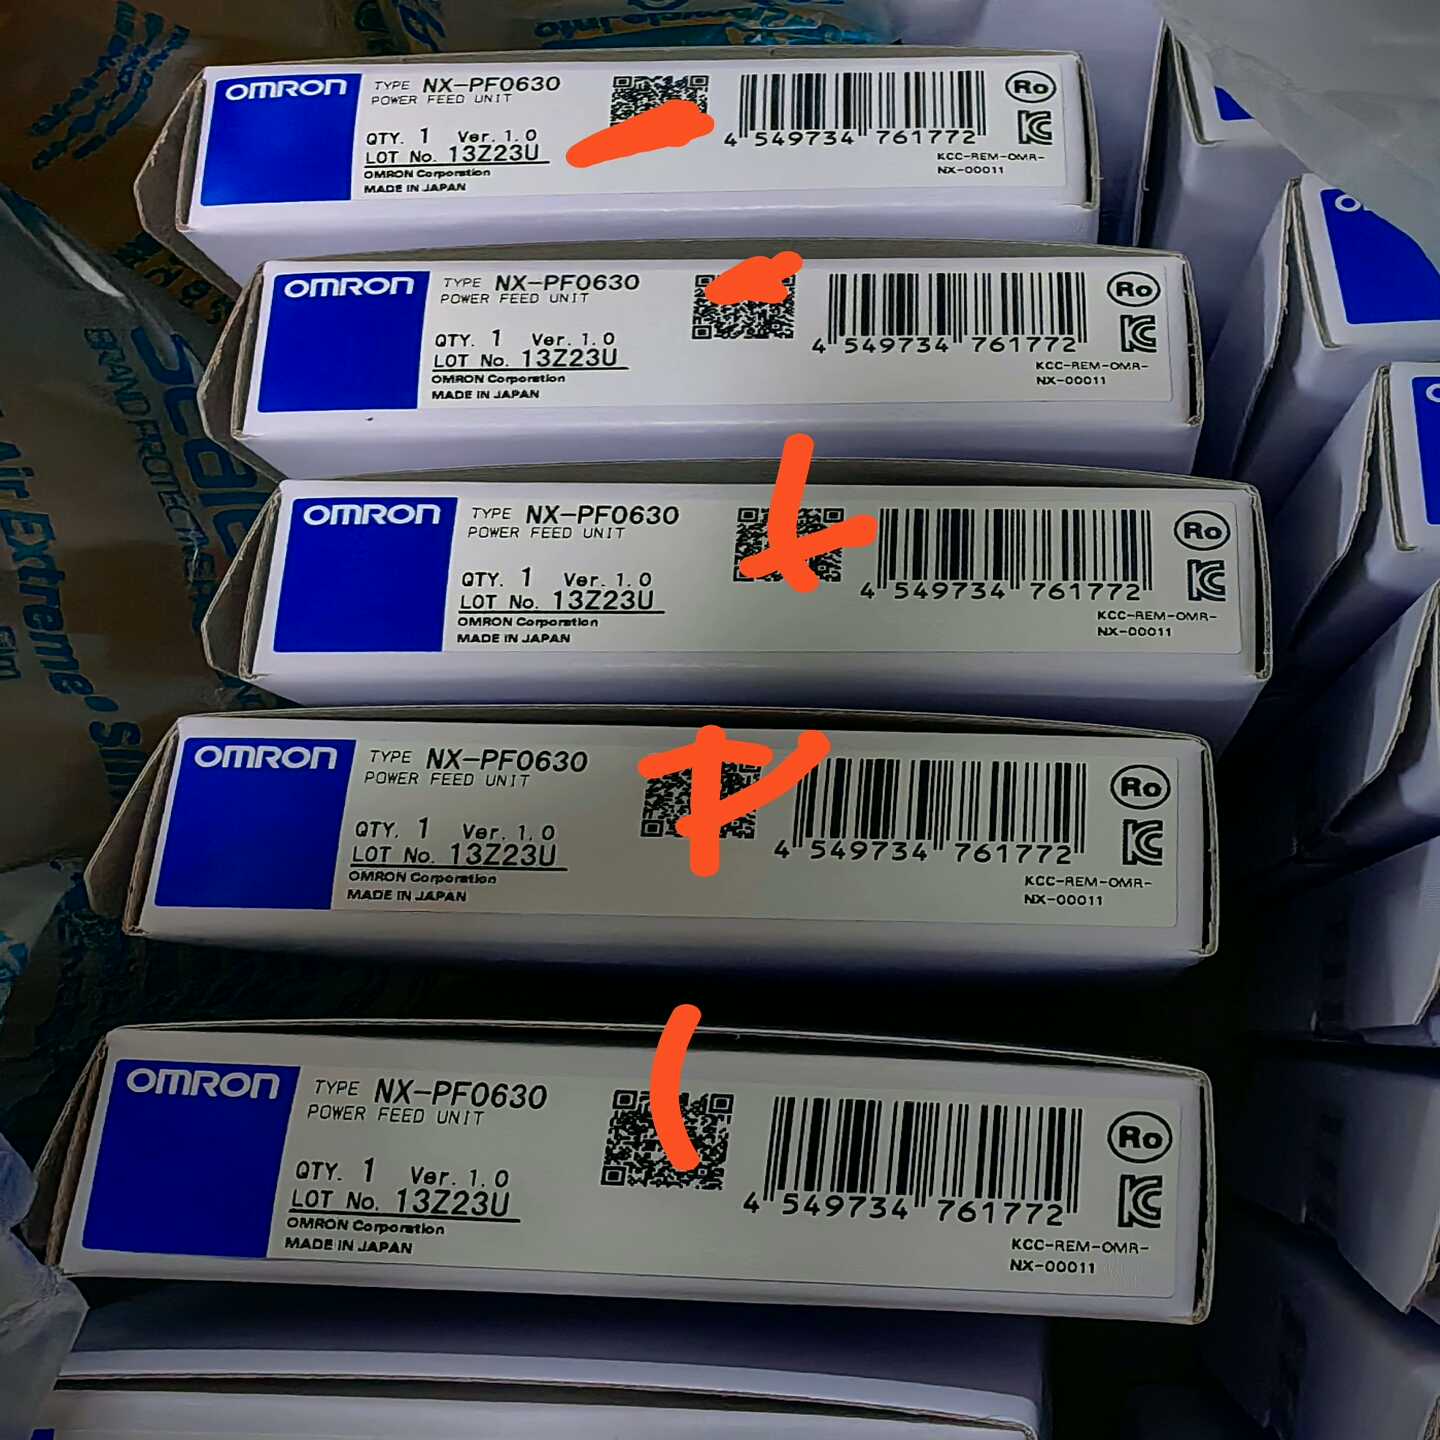 OMRON
TYPE NX-PF0630
POWER FEED UNIT
QTY. 1 Ver. 1.0
LOT No. 13Z23U
OMRON Corporation
MADE IN JAPAN
4 549734 761772
Ro
KCC-REM-OMR-
NX-00011
OMRON
TYPE NX-PF0630
POWER FEED UNIT
QTY. 1 Ver. 1.0
LOT No. 13Z23U
OMRON Corporation
MADE IN JAPAN
4 549734 761772
Ro
KCC-REM-OMR-
NX-00011
OMRON
TYPE NX-PF0630
POWER FEED UNIT
QTY. 1 Ver. 1.0
LOT No. 13Z23U
OMRON Corporation
MADE IN JAPAN
4 549734 761772
Ro
KCC-REM-OMR-
NX-00011
OMRON
TYPE NX-PF0630
POWER FEED UNIT
QTY. 1 Ver. 1.0
LOT No. 13Z23U
OMRON Corporation
MADE IN JAPAN
4 549734 761772
Ro
KCC-REM-OMR-
NX-00011
OMRON
TYPE NX-PF0630
POWER FEED UNIT
QTY. 1 Ver. 1.0
LOT No. 13Z23U
OMRON Corporation
MADE IN JAPAN
4 549734 761772
Ro
KCC-REM-OMR-
NX-00011
Air Extreme